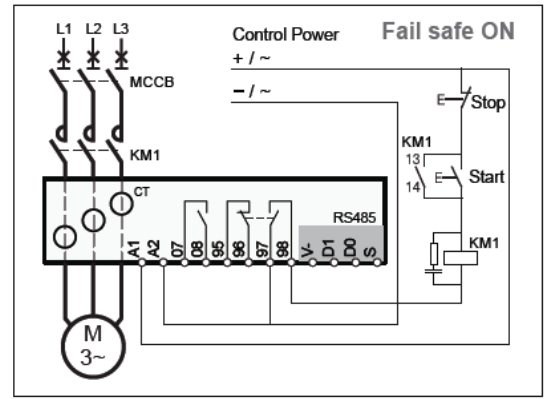 L1 L2 L3
Control Power
Fail safe ON
+ / ~
MCCB
− / ~
E
Stop
KM1
KM1
13
14
E
Start
CT
RS485
A1 A2 07 08 95 96 97 98 V- D1 D0 S
KM1
M
3~